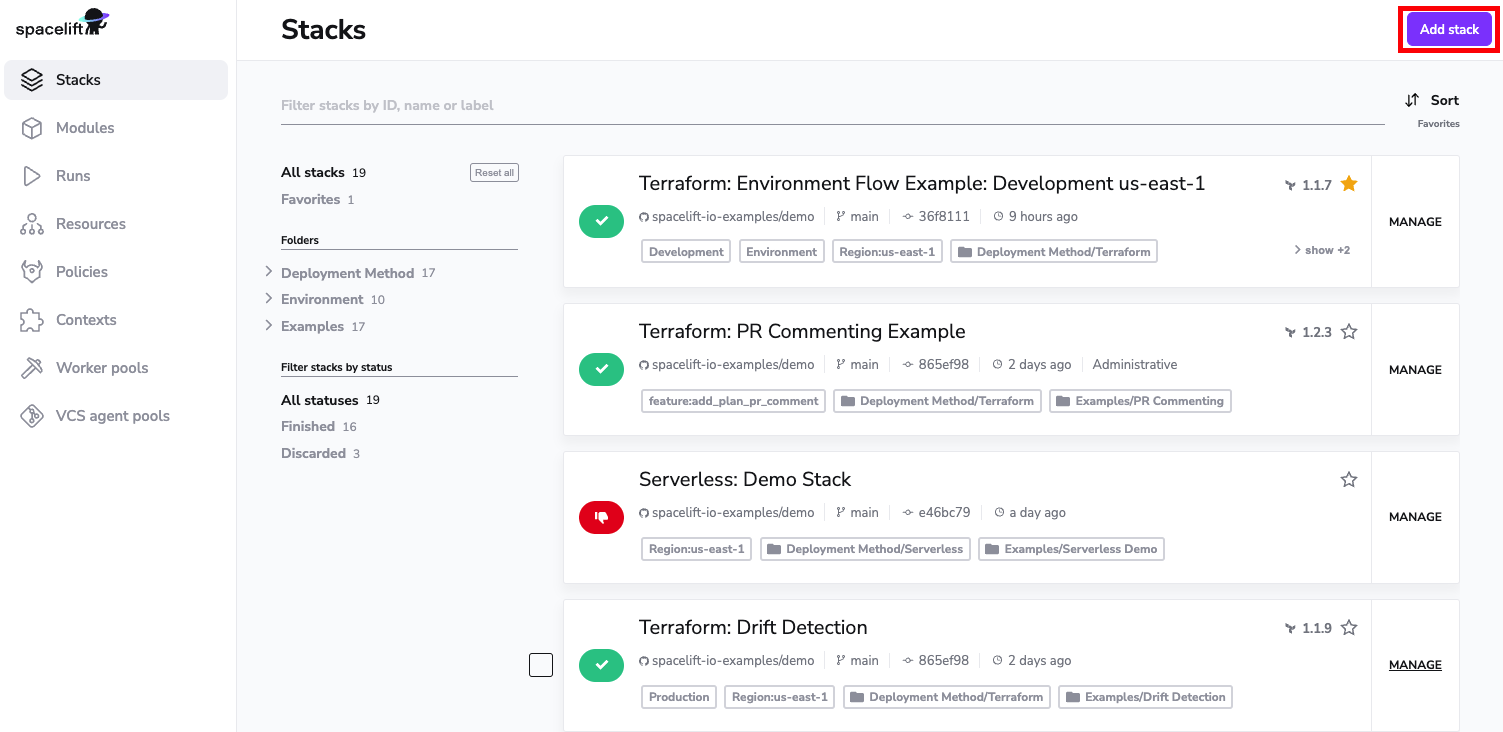 spacelift
Stacks
Add stack
Stacks
Modules
Runs
Resources
Policies
Contexts
Worker pools
VCS agent pools
Filter stacks by ID, name or label
Sort
Favorites
All stacks 19
Reset all
Favorites 1
Folders
Deployment Method 17
Environment 10
Examples 17
Filter stacks by status
All statuses 19
Finished 16
Discarded 3
Terraform: Environment Flow Example: Development us-east-1
1.1.7
spacelift-io-examples/demo main 36f8111 9 hours ago
MANAGE
Development Environment Region:us-east-1 Deployment Method/Terraform
show +2
Terraform: PR Commenting Example
1.2.3
spacelift-io-examples/demo main 865ef98 2 days ago Administrative
MANAGE
feature:add_plan_pr_comment Deployment Method/Terraform Examples/PR Commenting
Serverless: Demo Stack
spacelift-io-examples/demo main e46bc79 a day ago
MANAGE
Region:us-east-1 Deployment Method/Serverless Examples/Serverless Demo
Terraform: Drift Detection
1.1.9
spacelift-io-examples/demo main 865ef98 2 days ago
MANAGE
Production Region:us-east-1 Deployment Method/Terraform Examples/Drift Detection